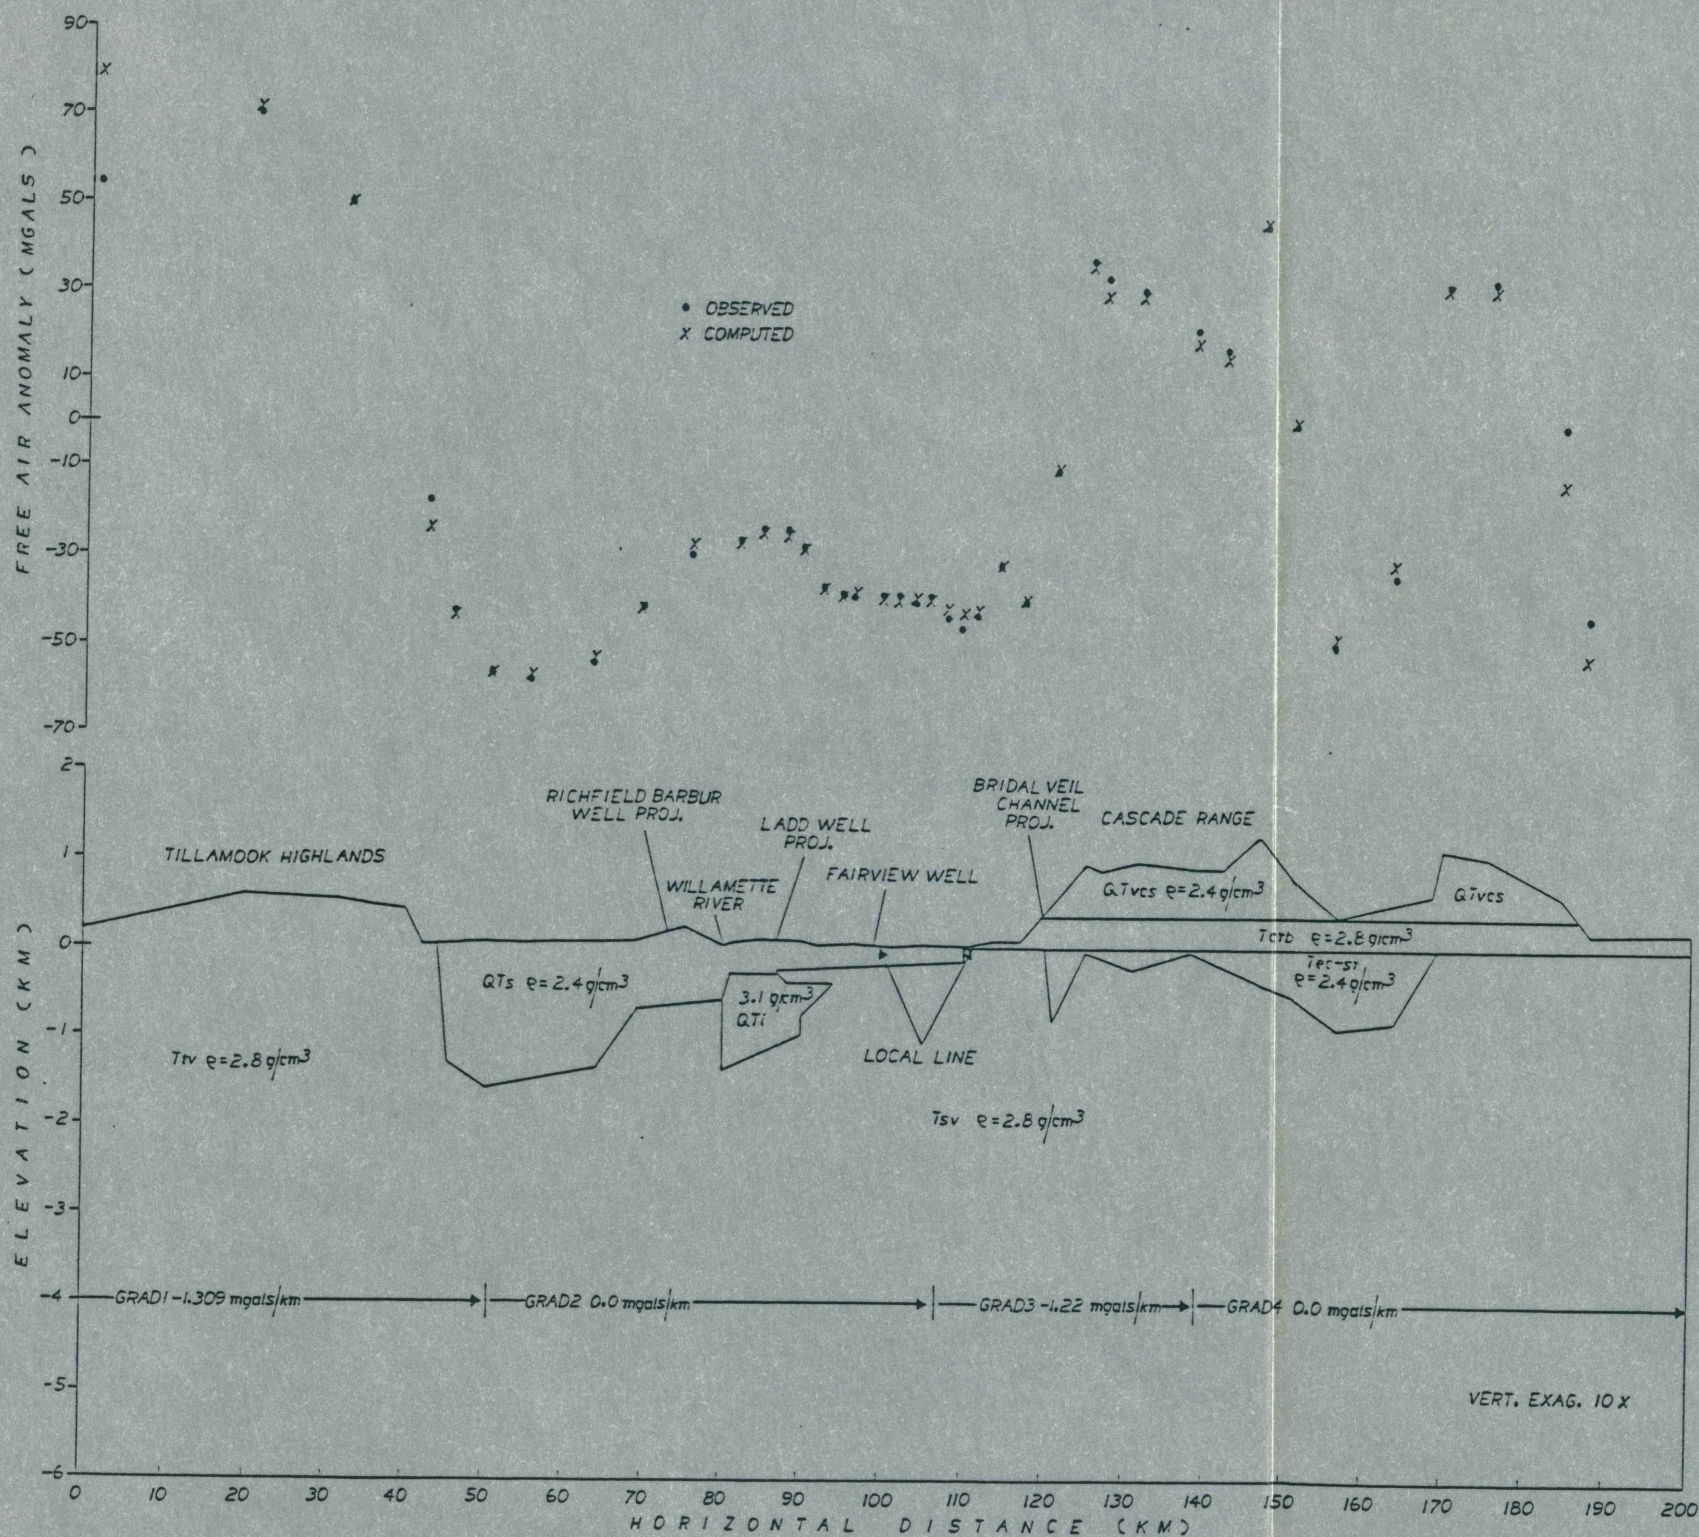 90
70
50
30
10
0
-10
-30
-50
-70
FREE AIR ANOMALY (MGALS)
• OBSERVED
x COMPUTED
2
1
0
-1
-2
-3
-4
-5
-6
ELEVATION (KM)
TILLAMOOK HIGHLANDS
RICHFIELD BARBUR
WELL PROJ.
WILLAMETTE
RIVER
LADD WELL
PROJ.
FAIRVIEW WELL
BRIDAL VEIL
CHANNEL
PROJ.
CASCADE RANGE
QTvcs ρ=2.4 g/cm³
QTvcs
Tcrb ρ=2.8 g/cm³
Tec-st
ρ=2.4 g/cm³
QTs ρ=2.4 g/cm³
3.1 g/cm³
QTi
LOCAL LINE
Ttv ρ=2.8 g/cm³
Tsv ρ=2.8 g/cm³
GRAD1 -1.309 mgals/km
GRAD2 0.0 mgals/km
GRAD3 -1.22 mgals/km
GRAD4 0.0 mgals/km
VERT. EXAG. 10 X
0 10 20 30 40 50 60 70 80 90 100 110 120 130 140 150 160 170 180 190 200
HORIZONTAL DISTANCE (KM)